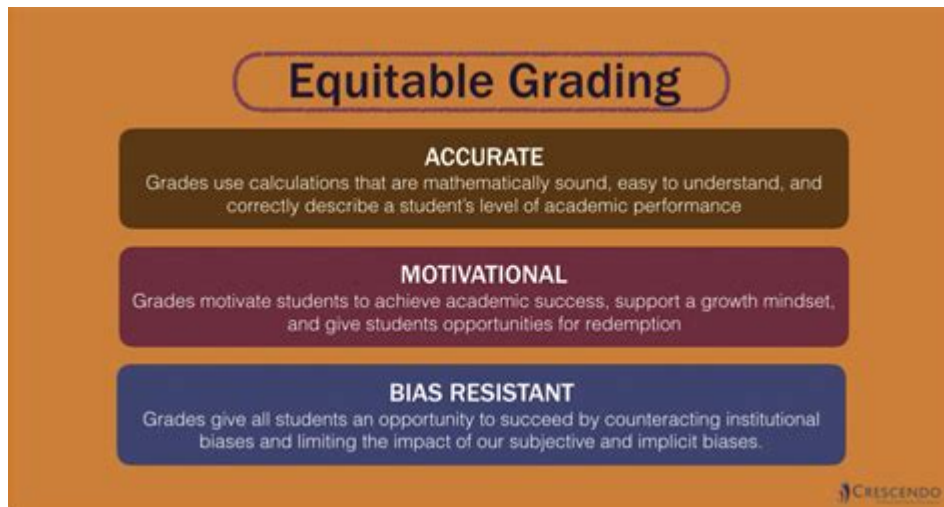 Equitable Grading
ACCURATE
Grades use calculations that are mathematically sound, easy to understand, and
correctly describe a student's level of academic performance
MOTIVATIONAL
Grades motivate students to achieve academic success, support a growth mindset,
and give students opportunities for redemption
BIAS RESISTANT
Grades give all students an opportunity to succeed by counteracting institutional
biases and limiting the impact of our subjective and implicit biases.
CRESCENDO